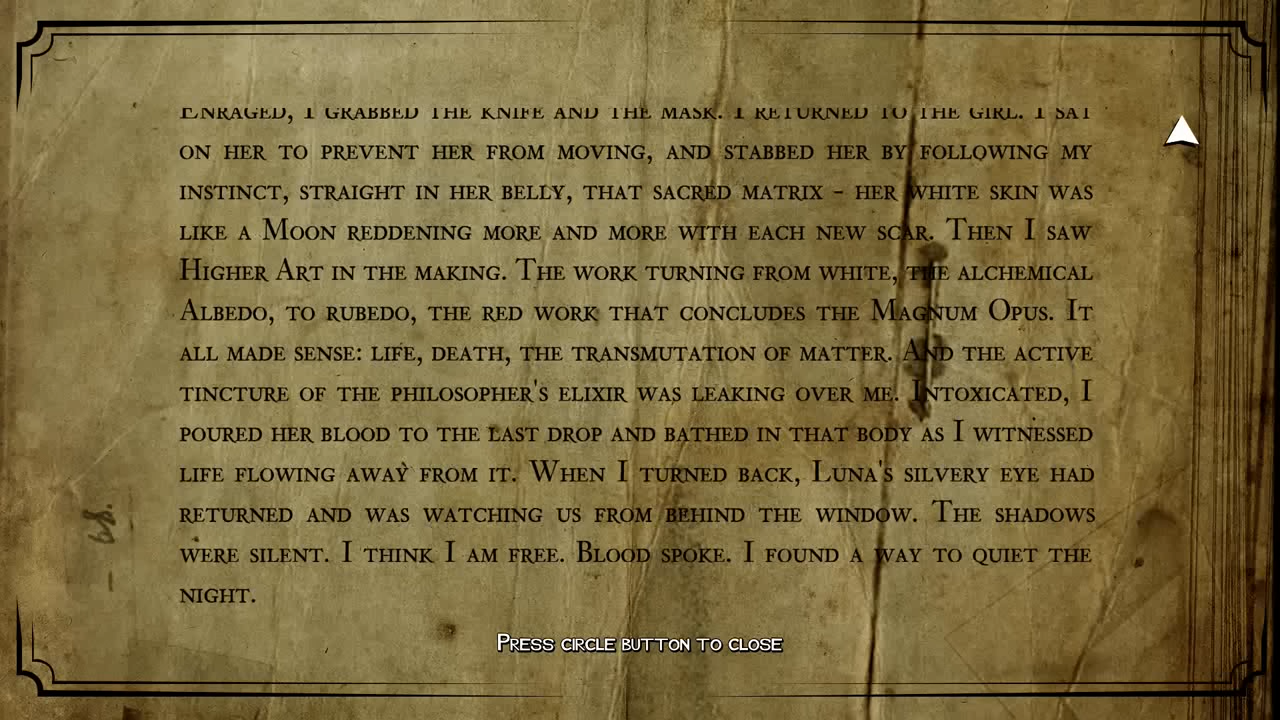 Enraged, I grabbed the knife and the mask. I returned to the girl. I sat
on her to prevent her from moving, and stabbed her by following my
instinct, straight in her belly, that sacred matrix - her white skin was
like a Moon reddening more and more with each new scar. Then I saw
Higher Art in the making. The work turning from white, the alchemical
Albedo, to rubedo, the red work that concludes the Magnum Opus. It
all made sense: life, death, the transmutation of matter. And the active
tincture of the philosopher's elixir was leaking over me. Intoxicated, I
poured her blood to the last drop and bathed in that body as I witnessed
life flowing away from it. When I turned back, Luna's silvery eye had
returned and was watching us from behind the window. The shadows
were silent. I think I am free. Blood spoke. I found a way to quiet the
night.
Press circle button to close